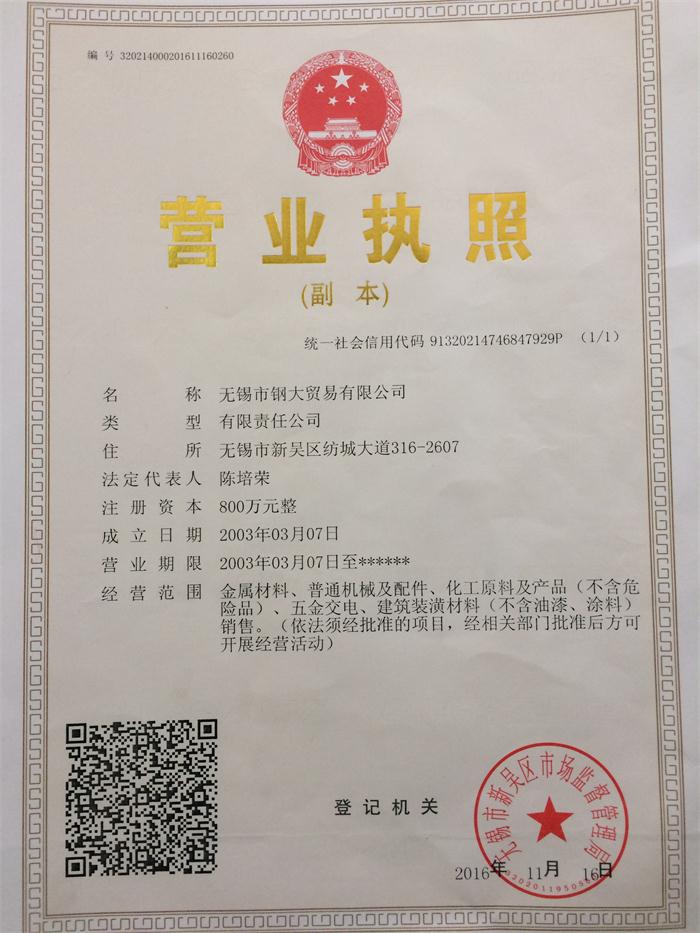 编 号 320214000201611160260
营业执照
(副 本)
统一社会信用代码 91320214746847929P (1/1)
名 称 无锡市钢大贸易有限公司
类 型 有限责任公司
住 所 无锡市新吴区纺城大道316-2607
法定代表人 陈培荣
注册资本 800万元整
成立日期 2003年03月07日
营业期限 2003年03月07日至******
经营范围 金属材料、普通机械及配件、化工原料及产品（不含危
险品）、五金交电、建筑装潢材料（不含油漆、涂料）
销售。（依法须经批准的项目，经相关部门批准后方可
开展经营活动）
登记机关
无锡市新吴区市场监督管理局
2016年 11月 16日